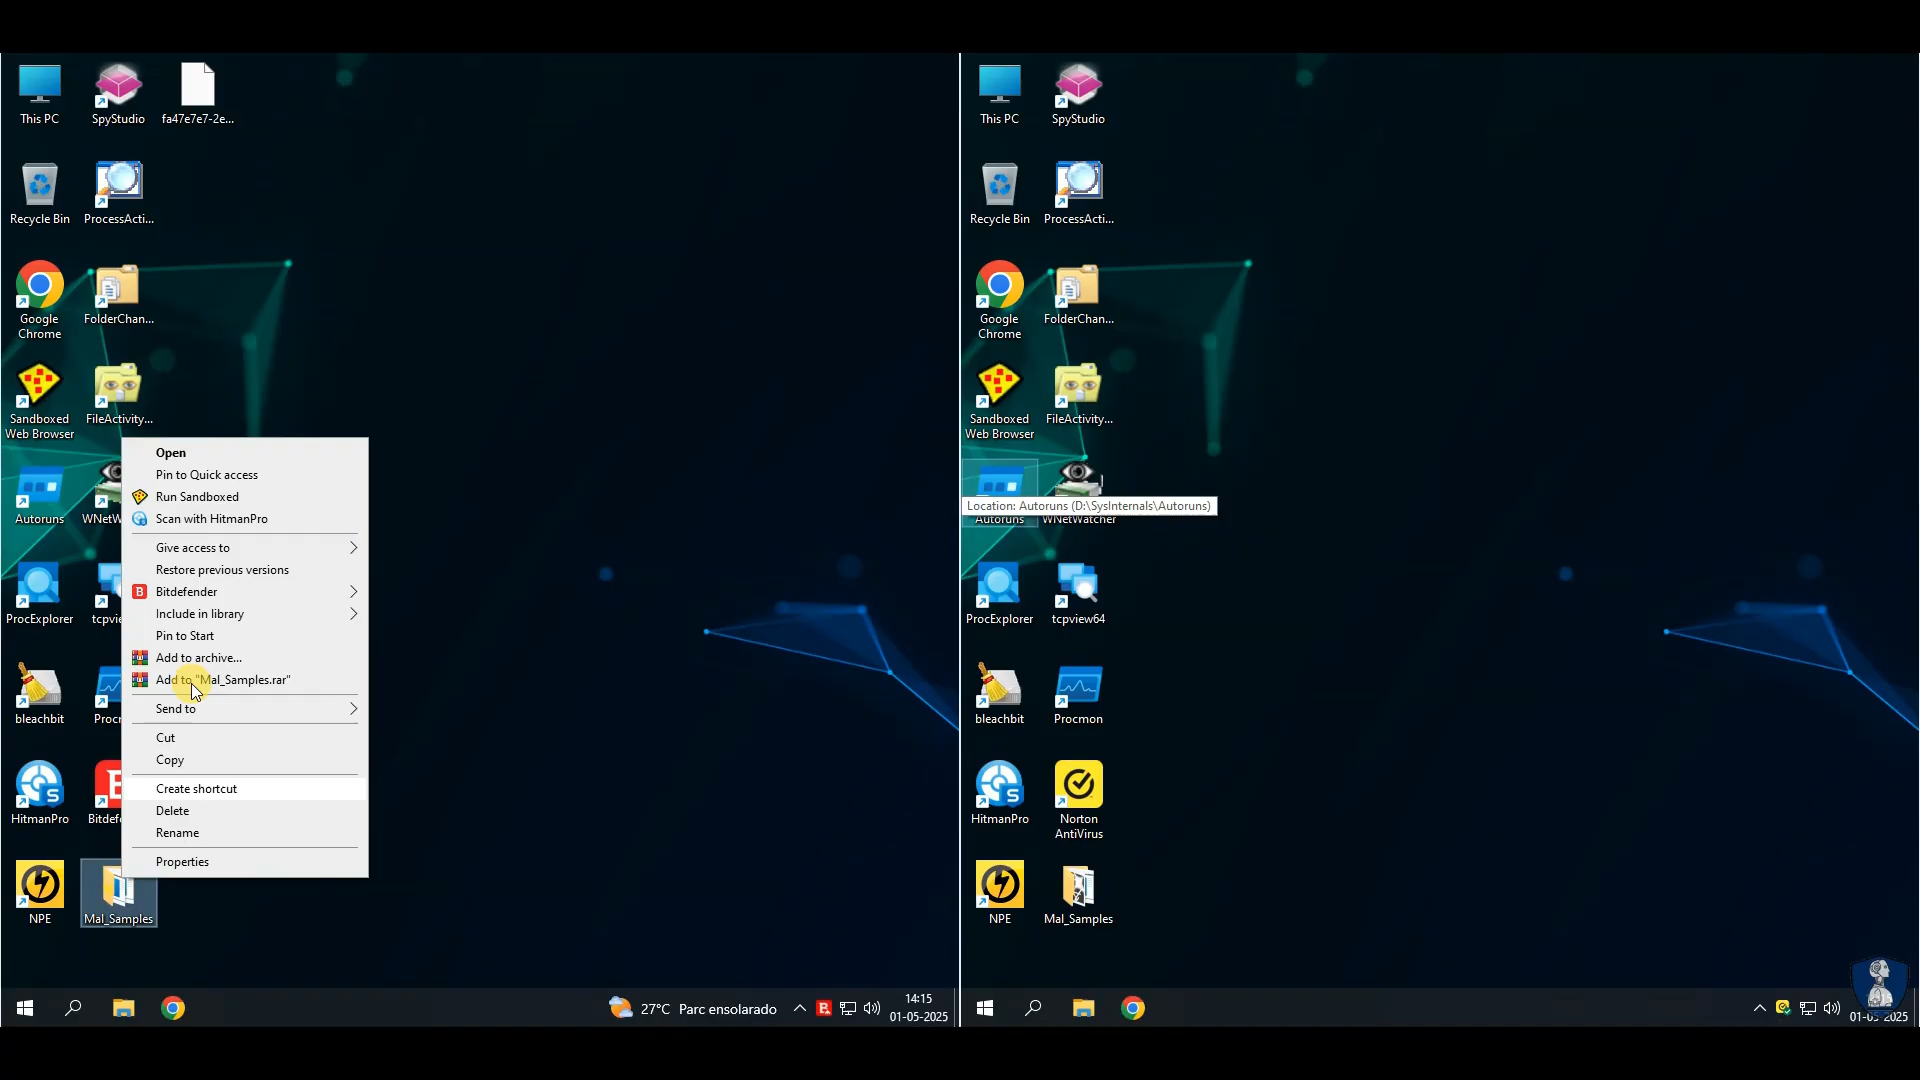 This PC
SpyStudio
fa47e7e7-2e...
Recycle Bin
ProcessActi...
Google
Chrome
FolderChan...
Sandboxed
Web Browser
FileActivity...
Autoruns
WNetW
ProcExplorer
tcpvie
bleachbit
Procr
HitmanPro
Bitdefe
NPE
Mal_Samples
Open
Pin to Quick access
Run Sandboxed
Scan with HitmanPro
Give access to
Restore previous versions
Bitdefender
Include in library
Pin to Start
Add to archive...
Add to "Mal_Samples.rar"
Send to
Cut
Copy
Create shortcut
Delete
Rename
Properties
27°C Parc ensolarado
14:15
01-05-2025
This PC
SpyStudio
Recycle Bin
ProcessActi...
Google
Chrome
FolderChan...
Sandboxed
Web Browser
FileActivity...
Location: Autoruns (D:\SysInternals\Autoruns)
Autoruns
WNetWatcher
ProcExplorer
tcpview64
bleachbit
Procmon
HitmanPro
Norton
AntiVirus
NPE
Mal_Samples
01-05-2025